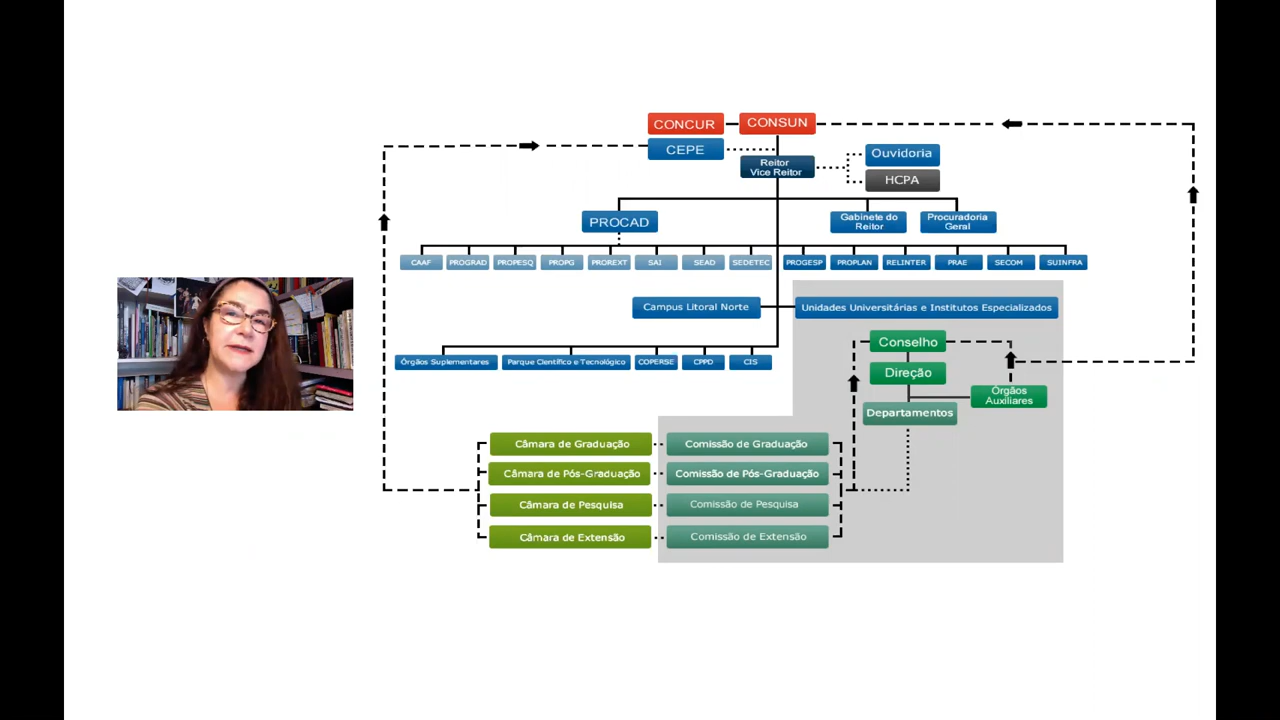 CONCUR
CONSUN
CEPE
Reitor
Vice Reitor
Ouvidoria
HCPA
PROCAD
Gabinete do
Reitor
Procuradoria
Geral
CAAF
PROGRAD
PROPESQ
PROPG
PROREXT
SAI
SEAD
SEDETEC
PROGESP
PROPLAN
RELINTER
PRAE
SECOM
SUINFRA
Campus Litoral Norte
Unidades Universitárias e Institutos Especializados
Conselho
Direção
Órgãos
Auxiliares
Departamentos
Órgãos Suplementares
Parque Científico e Tecnológico
COPERSE
CPPD
CIS
Câmara de Graduação
Comissão de Graduação
Câmara de Pós-Graduação
Comissão de Pós-Graduação
Câmara de Pesquisa
Comissão de Pesquisa
Câmara de Extensão
Comissão de Extensão